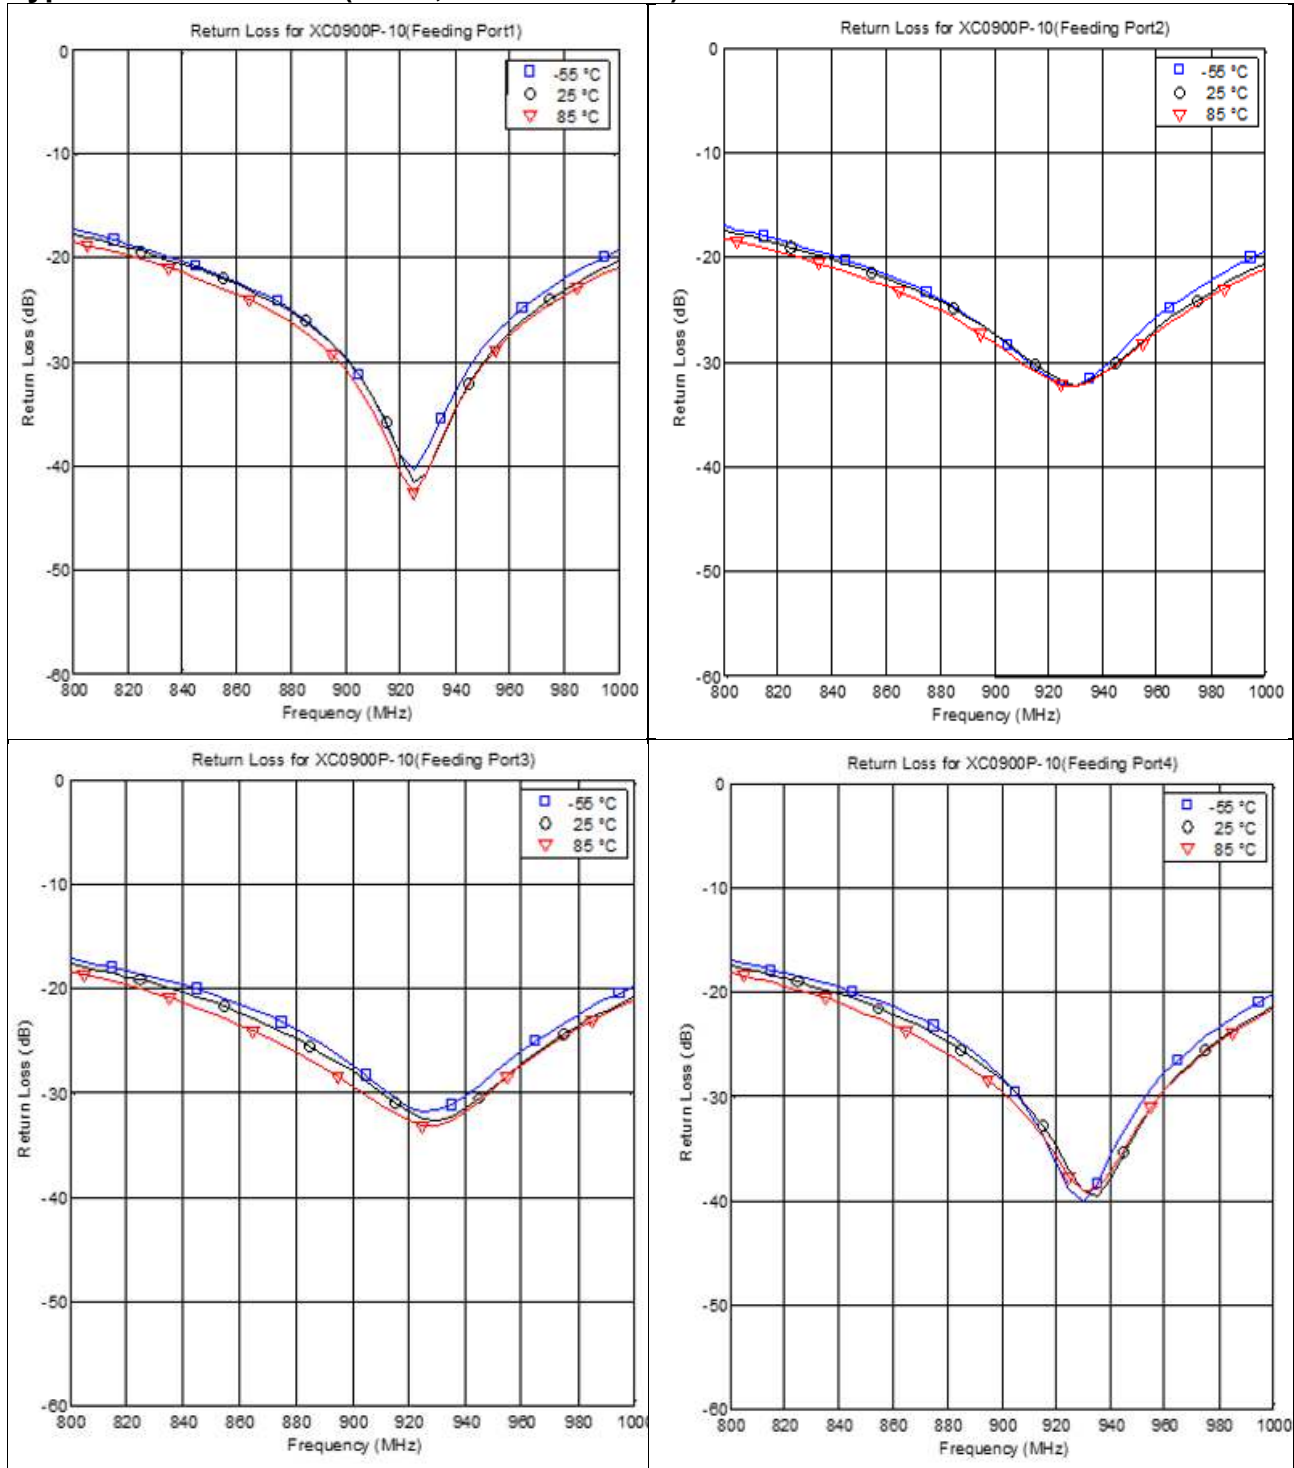 Return Loss for XC0900P-10(Feeding Port1)
0
-10
-20
-30
-40
-50
-60
Return Loss (dB)
-55 °C
25 °C
85 °C
800 820 840 860 880 900 920 940 960 980 1000
Frequency (MHz)
Return Loss for XC0900P-10(Feeding Port2)
0
-10
-20
-30
-40
-50
-60
Return Loss (dB)
-55 °C
25 °C
85 °C
800 820 840 860 880 900 920 940 960 980 1000
Frequency (MHz)
Return Loss for XC0900P-10(Feeding Port3)
0
-10
-20
-30
-40
-50
-60
Return Loss (dB)
-55 °C
25 °C
85 °C
800 820 840 860 880 900 920 940 960 980 1000
Frequency (MHz)
Return Loss for XC0900P-10(Feeding Port4)
0
-10
-20
-30
-40
-50
-60
Return Loss (dB)
-55 °C
25 °C
85 °C
800 820 840 860 880 900 920 940 960 980 1000
Frequency (MHz)